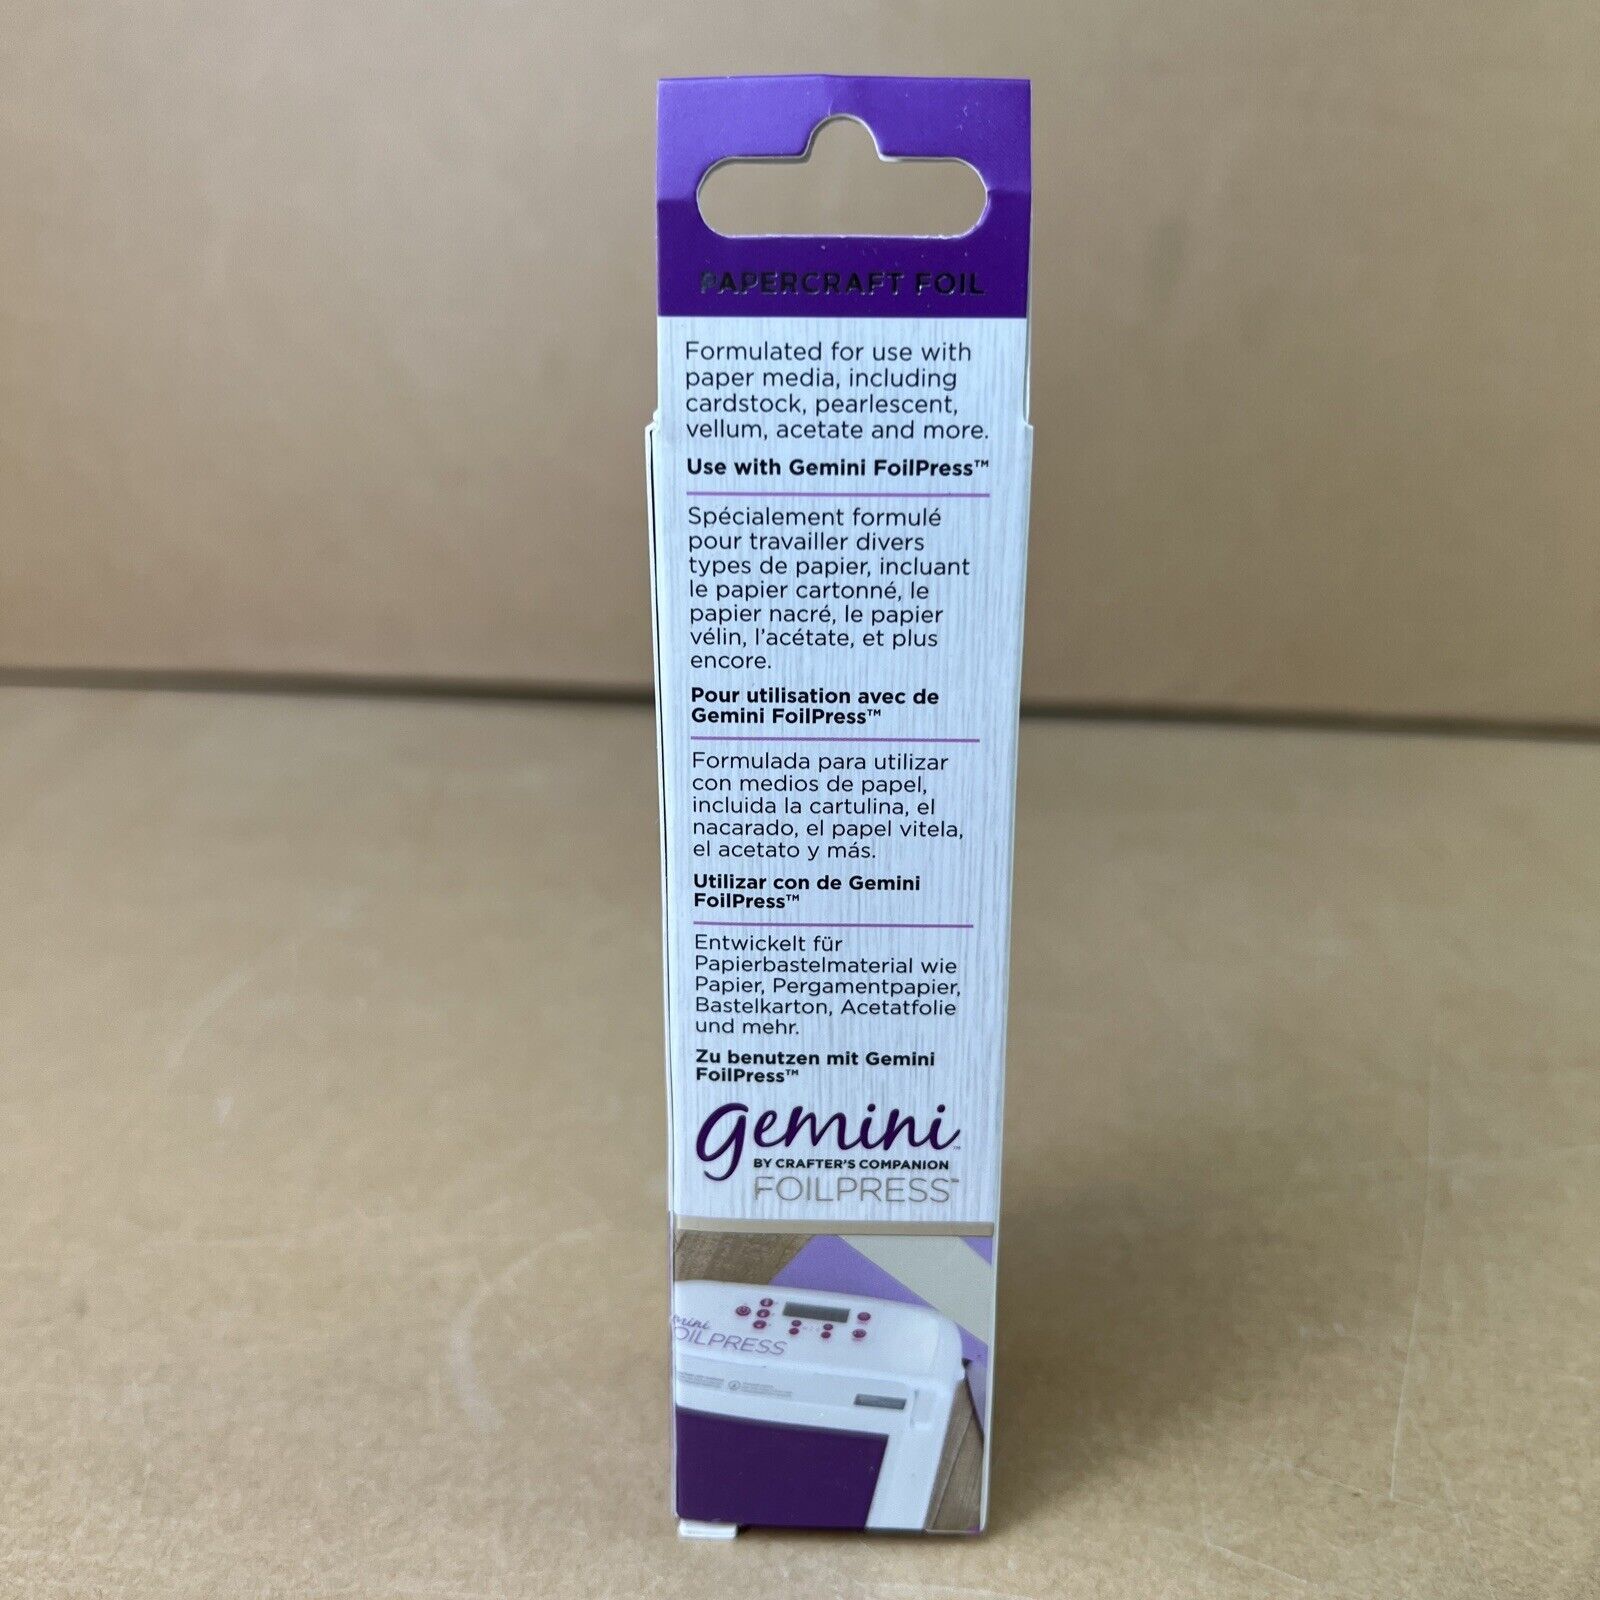 PAPERCRAFT FOIL
Formulated for use with
paper media, including
cardstock, pearlescent,
vellum, acetate and more.
Use with Gemini FoilPress™
Spécialement formulé
pour travailler divers
types de papier, incluant
le papier cartonné, le
papier nacré, le papier
vélin, l'acétate, et plus
encore.
Pour utilisation avec de
Gemini FoilPress™
Formulada para utilizar
con medios de papel,
incluida la cartulina, el
nacarado, el papel vitela,
el acetato y más.
Utilizar con de Gemini
FoilPress™
Entwickelt für
Papierbastelmaterial wie
Papier, Pergamentpapier,
Bastelkarton, Acetatfolie
und mehr.
Zu benutzen mit Gemini
FoilPress™
gemini™
BY CRAFTER'S COMPANION
FOILPRESS™
mini
OILPRESS